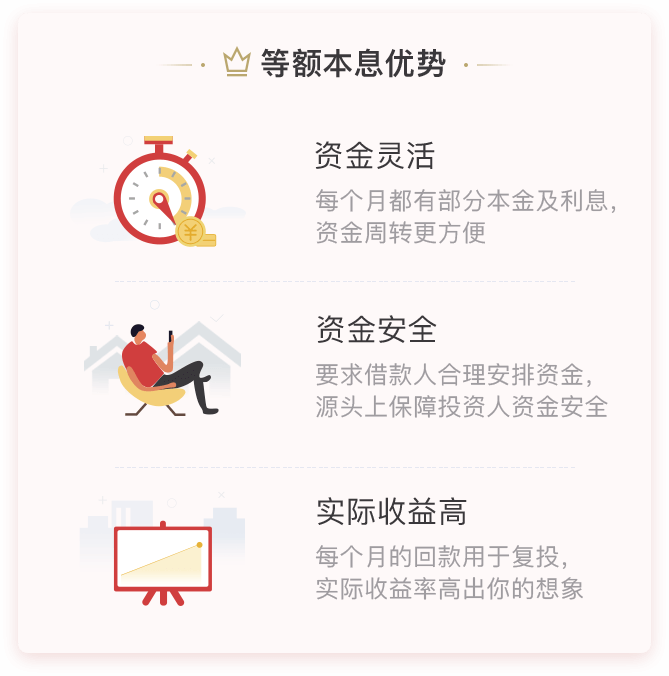 等额本息优势
资金灵活
每个月都有部分本金及利息，
资金周转更方便
资金安全
要求借款人合理安排资金，
源头上保障投资人资金安全
实际收益高
每个月的回款用于复投，
实际收益率高出你的想象